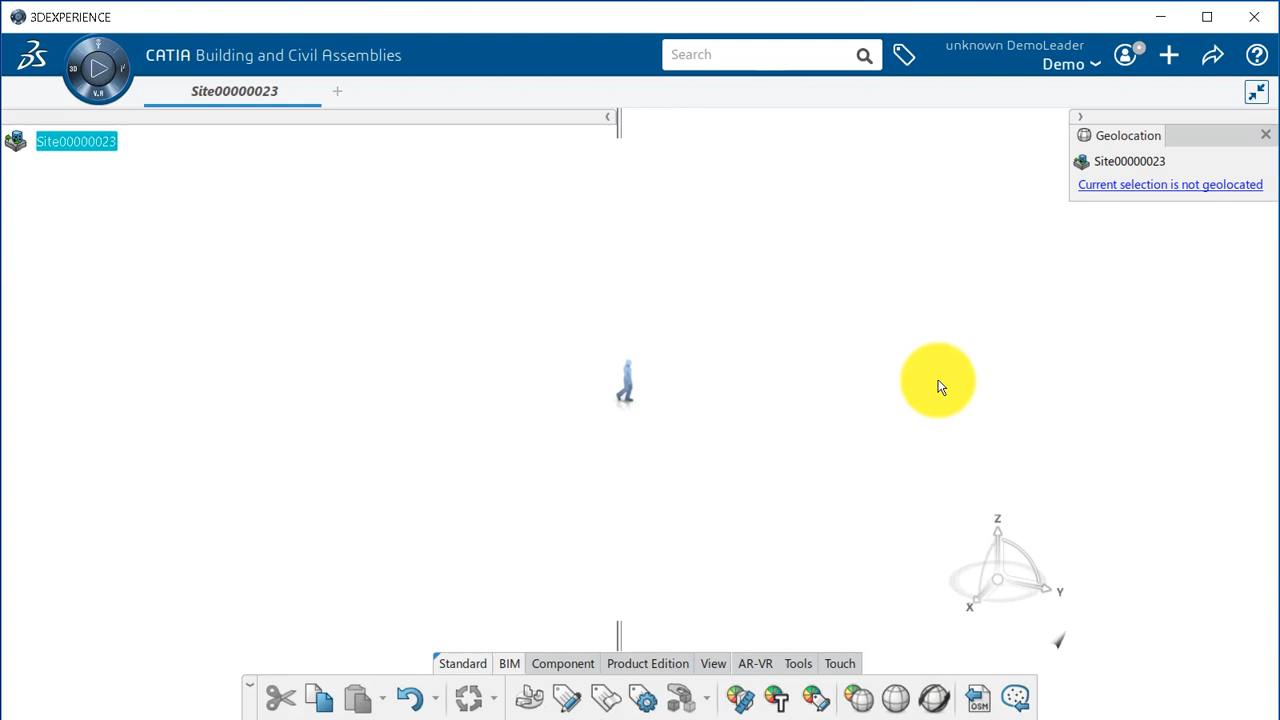 3DEXPERIENCE
CATIA Building and Civil Assemblies
Search
unknown DemoLeader
Demo
3D
V.R
Site00000023
Site00000023
Geolocation
Site00000023
Current selection is not geolocated
Z
Y
X
Standard BIM Component Product Edition View AR-VR Tools Touch
T
OSM